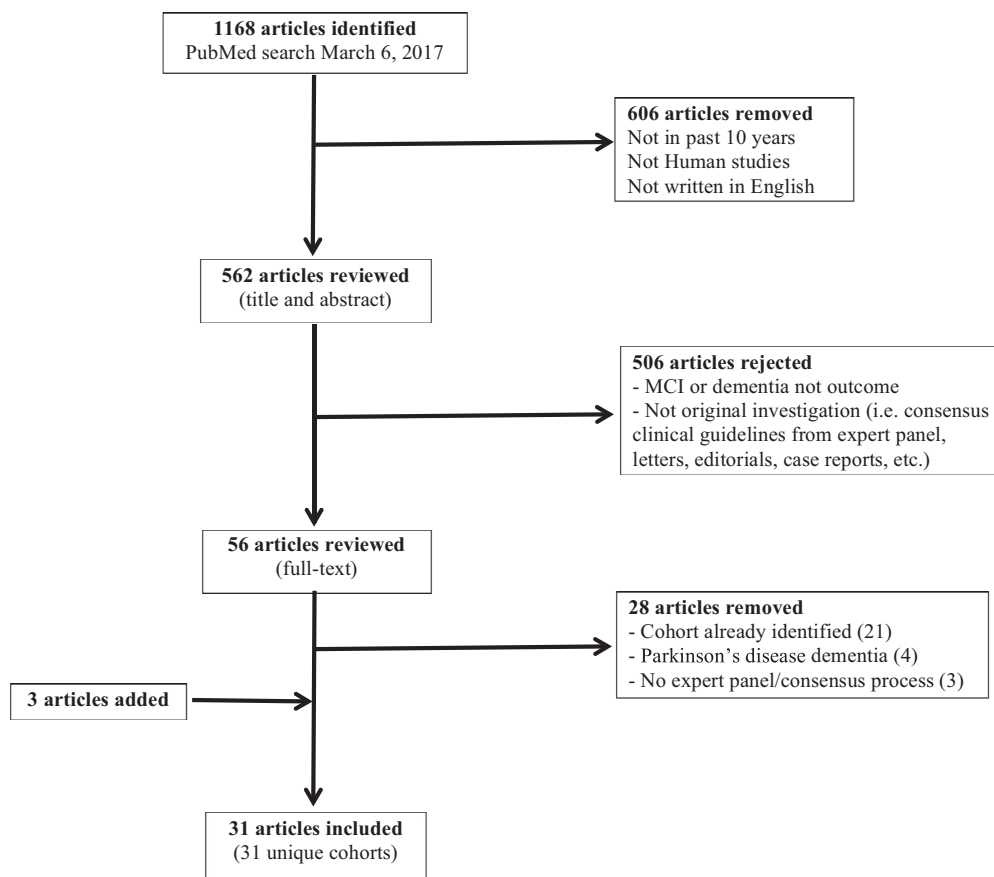 1168 articles identified
PubMed search March 6, 2017
606 articles removed
Not in past 10 years
Not Human studies
Not written in English
562 articles reviewed
(title and abstract)
506 articles rejected
- MCI or dementia not outcome
- Not original investigation (i.e. consensus
clinical guidelines from expert panel,
letters, editorials, case reports, etc.)
56 articles reviewed
(full-text)
28 articles removed
- Cohort already identified (21)
- Parkinson's disease dementia (4)
- No expert panel/consensus process (3)
3 articles added
31 articles included
(31 unique cohorts)